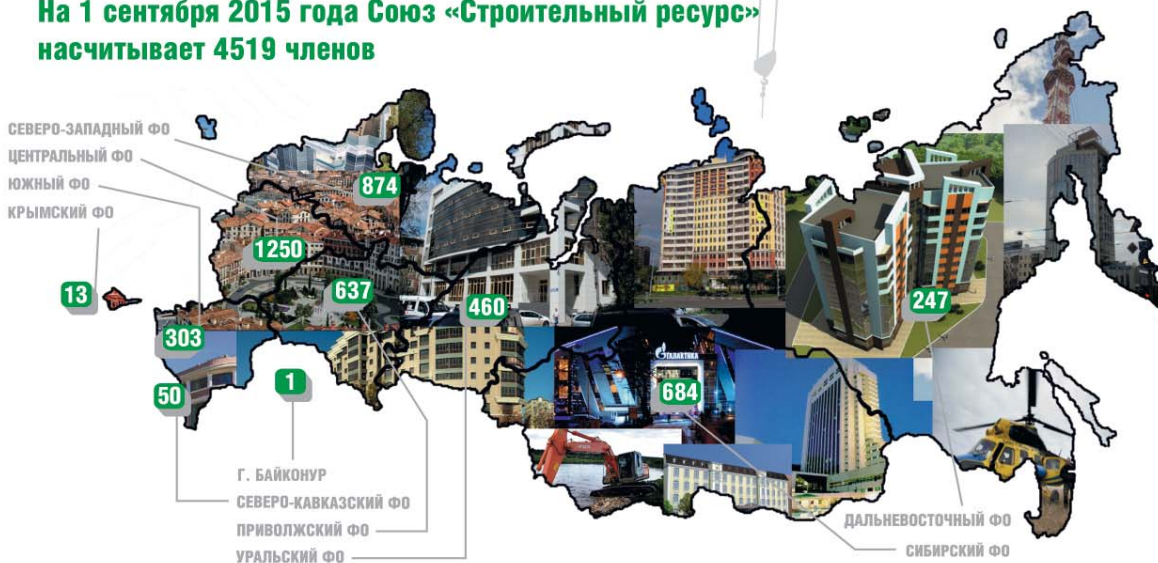 На 1 сентября 2015 года Союз «Строительный ресурс»
насчитывает 4519 членов
СЕВЕРО-ЗАПАДНЫЙ ФО
ЦЕНТРАЛЬНЫЙ ФО
ЮЖНЫЙ ФО
КРЫМСКИЙ ФО
874
1250
13
637
460
247
303
ГАЛАКТИКА
1
50
684
Г. БАЙКОНУР
СЕВЕРО-КАВКАЗСКИЙ ФО
ПРИВОЛЖСКИЙ ФО
УРАЛЬСКИЙ ФО
ДАЛЬНЕВОСТОЧНЫЙ ФО
СИБИРСКИЙ ФО